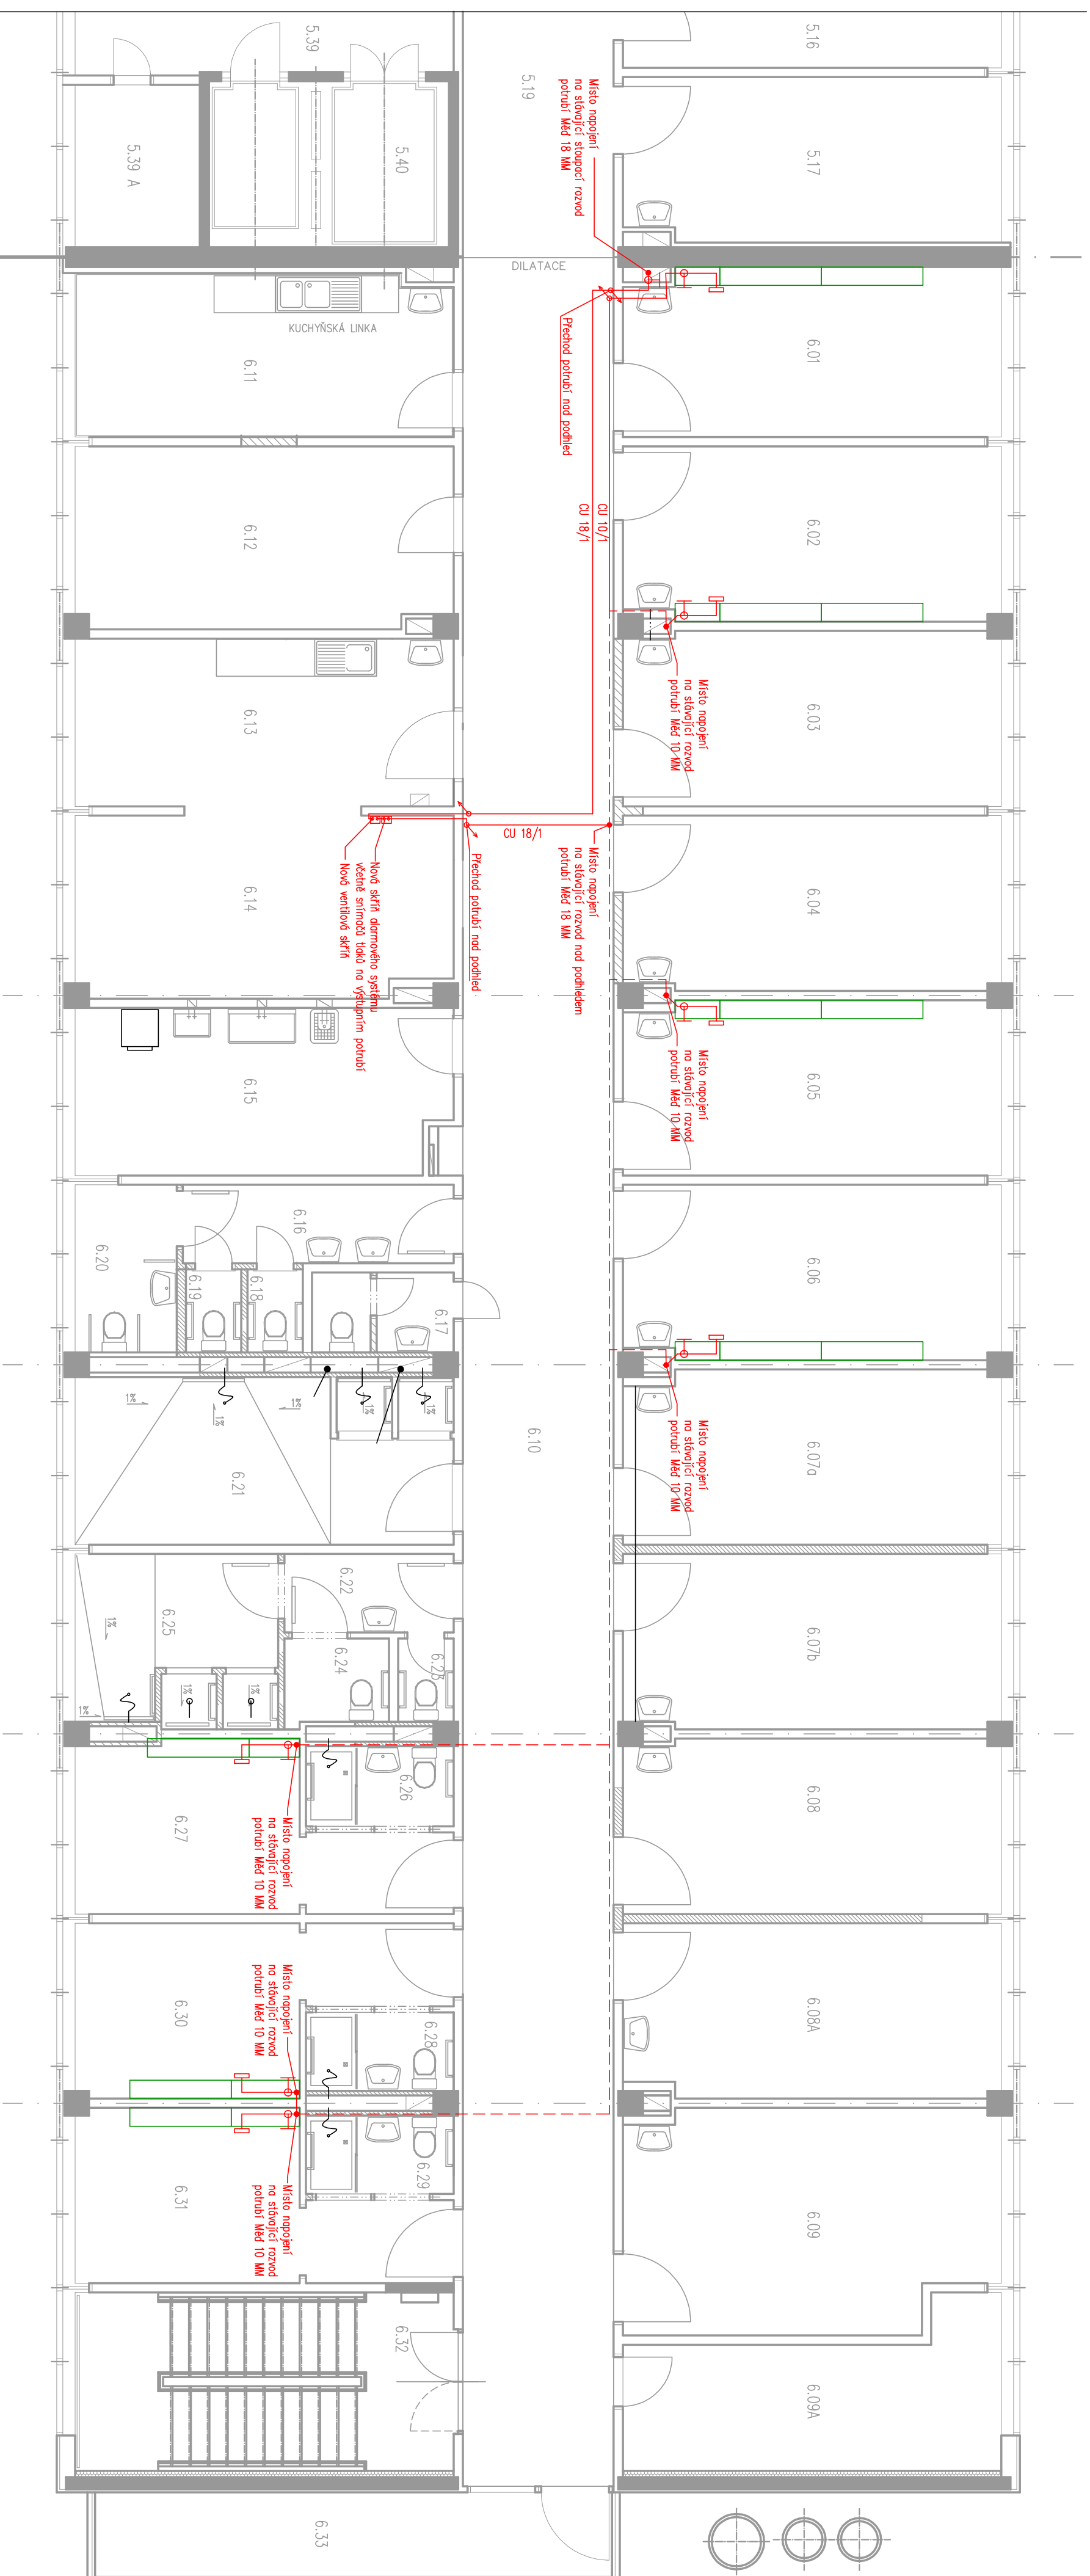 5.16
5.17
5.39
5.39 A
5.40
5.19
Místo napojení
na stávající stoupací rozvod
potrubí Měď 18 MM
DILATACE
Přechod potrubí nad podhled
KUCHYŇSKÁ LINKA
6.01
6.11
6.02
6.12
CU 10/1
CU 18/1
Místo napojení
na stávající rozvod
potrubí Měď 10 MM
6.03
6.13
CU 18/1
Místo napojení
na stávající rozvod nad podhledem
potrubí Měď 18 MM
Přechod potrubí nad podhled
Nová skříň alarmového systému
včetně snímačů tlaků na výstupním potrubí
Nová ventilová skříň
6.04
6.14
Místo napojení
na stávající rozvod
potrubí Měď 10 MM
6.05
6.15
6.06
6.16
6.17
6.18
6.19
6.20
Místo napojení
na stávající rozvod
potrubí Měď 10 MM
6.07a
6.10
6.21
1%
1%
1%
1%
1%
6.07b
6.22
6.23
6.24
6.25
1%
1%
1%
1%
6.08
6.26
6.27
Místo napojení
na stávající rozvod
potrubí Měď 10 MM
6.08A
6.28
6.30
Místo napojení
na stávající rozvod
potrubí Měď 10 MM
6.09
6.29
6.31
Místo napojení
na stávající rozvod
potrubí Měď 10 MM
6.09A
6.32
6.33